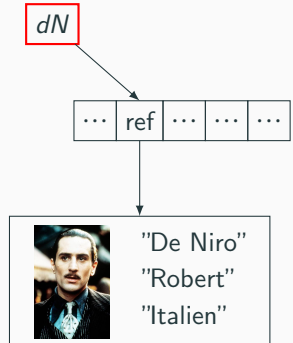 dN
... ref ... ... ...
"De Niro"
"Robert"
"Italien"